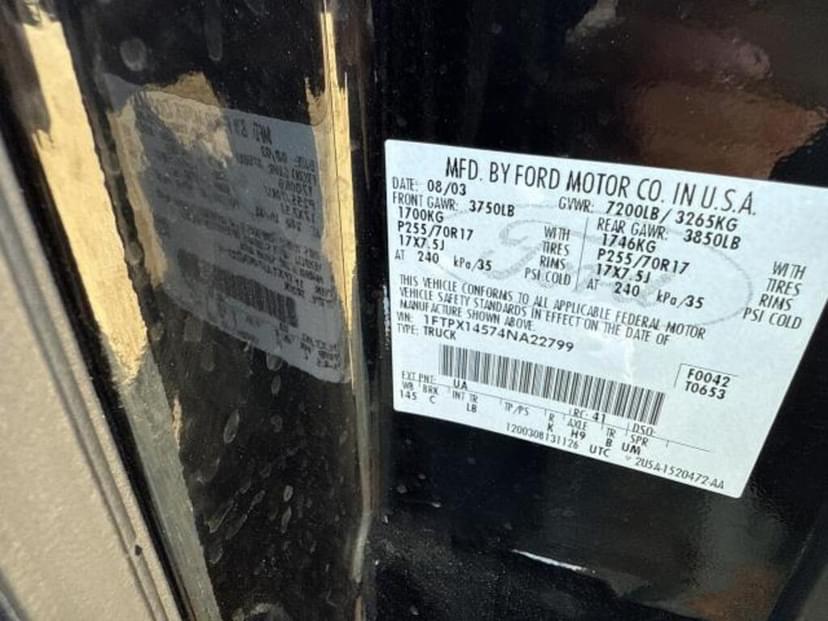 MFD. BY FORD MOTOR CO. IN U.S.A.
DATE: 08/03 GVWR: 7200LB/ 3265KG
FRONT GAWR: 3750LB REAR GAWR: 3850LB
1700KG WITH 1746KG WITH
P255/70R17 TIRES P255/70R17 TIRES
17X7.5J RIMS 17X7.5J RIMS
AT 240 kPa/35 PSI COLD AT 240 kPa/35 PSI COLD
THIS VEHICLE CONFORMS TO ALL APPLICABLE FEDERAL MOTOR
VEHICLE SAFETY STANDARDS IN EFFECT ON THE DATE OF
MANUFACTURE SHOWN ABOVE.
VIN: 1FTPX14574NA22799
TYPE: TRUCK
F0042
T0653
EXT PNT: UA RC: 41 DSO:
WB BRK INT TR TP/PS R AXLE TR SPR
145 C LB K H9 B UM
1200308131126 UTC 2U5A-1520472-AA
Ford